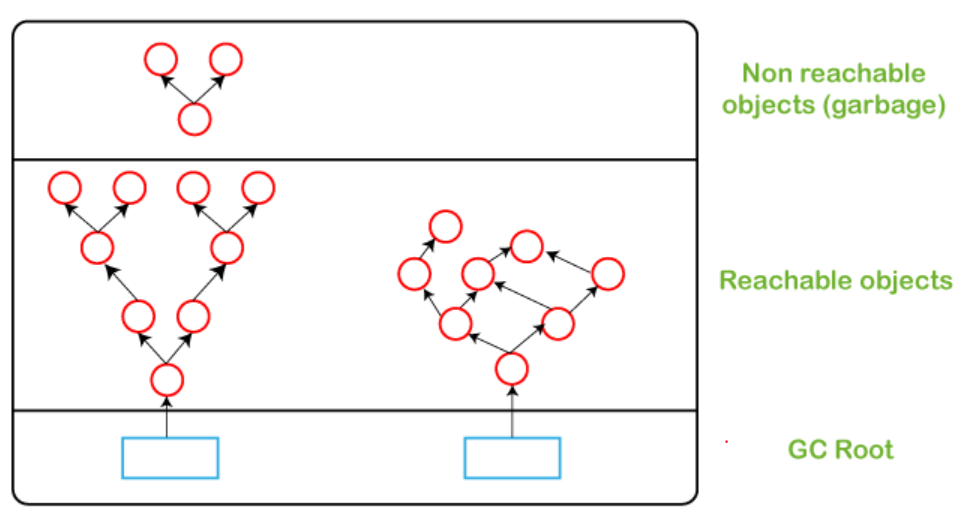 Non reachable
objects (garbage)
Reachable objects
GC Root